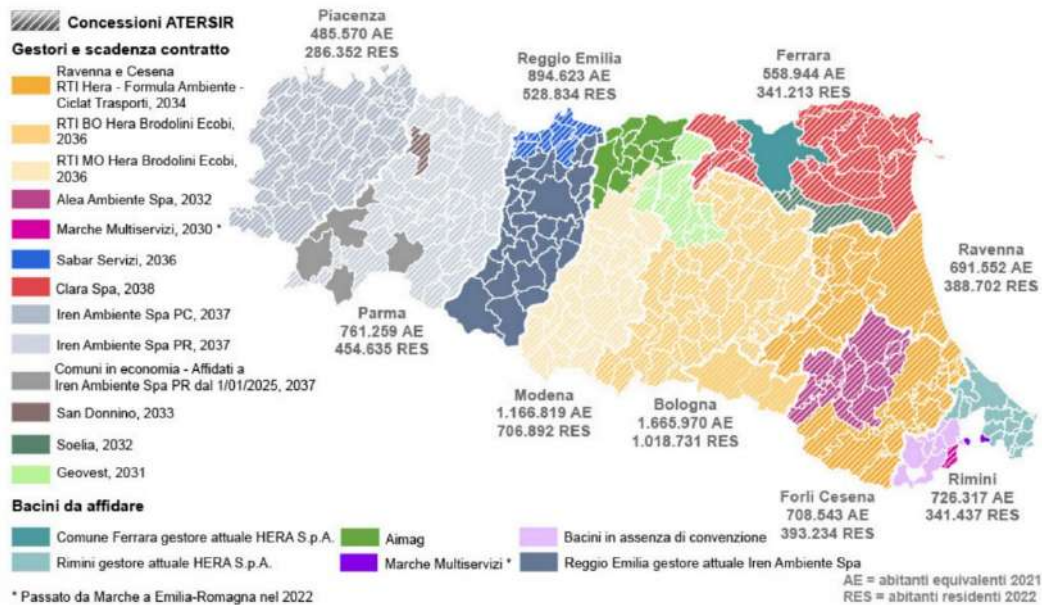 Concessioni ATERSIR
Gestori e scadenza contratto
Ravenna e Cesena
RTI Hera - Formula Ambiente -
Ciclat Trasporti, 2034
RTI BO Hera Brodolini Ecobi,
2036
RTI MO Hera Brodolini Ecobi,
2036
Alea Ambiente Spa, 2032
Marche Multiservizi, 2030 *
Sabar Servizi, 2036
Clara Spa, 2038
Iren Ambiente Spa PC, 2037
Iren Ambiente Spa PR, 2037
Comuni in economia - Affidati a
Iren Ambiente Spa PR dal 1/01/2025, 2037
San Donnino, 2033
Soelia, 2032
Geovest, 2031
Piacenza
485.570 AE
286.352 RES
Reggio Emilia
894.623 AE
528.834 RES
Ferrara
558.944 AE
341.213 RES
Ravenna
691.552 AE
388.702 RES
Parma
761.259 AE
454.635 RES
Modena
1.166.819 AE
706.892 RES
Bologna
1.665.970 AE
1.018.731 RES
Forlì Cesena
708.543 AE
393.234 RES
Rimini
726.317 AE
341.437 RES
Bacini da affidare
Comune Ferrara gestore attuale HERA S.p.A.
Rimini gestore attuale HERA S.p.A.
Aimag
Marche Multiservizi *
Bacini in assenza di convenzione
Reggio Emilia gestore attuale Iren Ambiente Spa
* Passato da Marche a Emilia-Romagna nel 2022
AE = abitanti equivalenti 2021
RES = abitanti residenti 2022